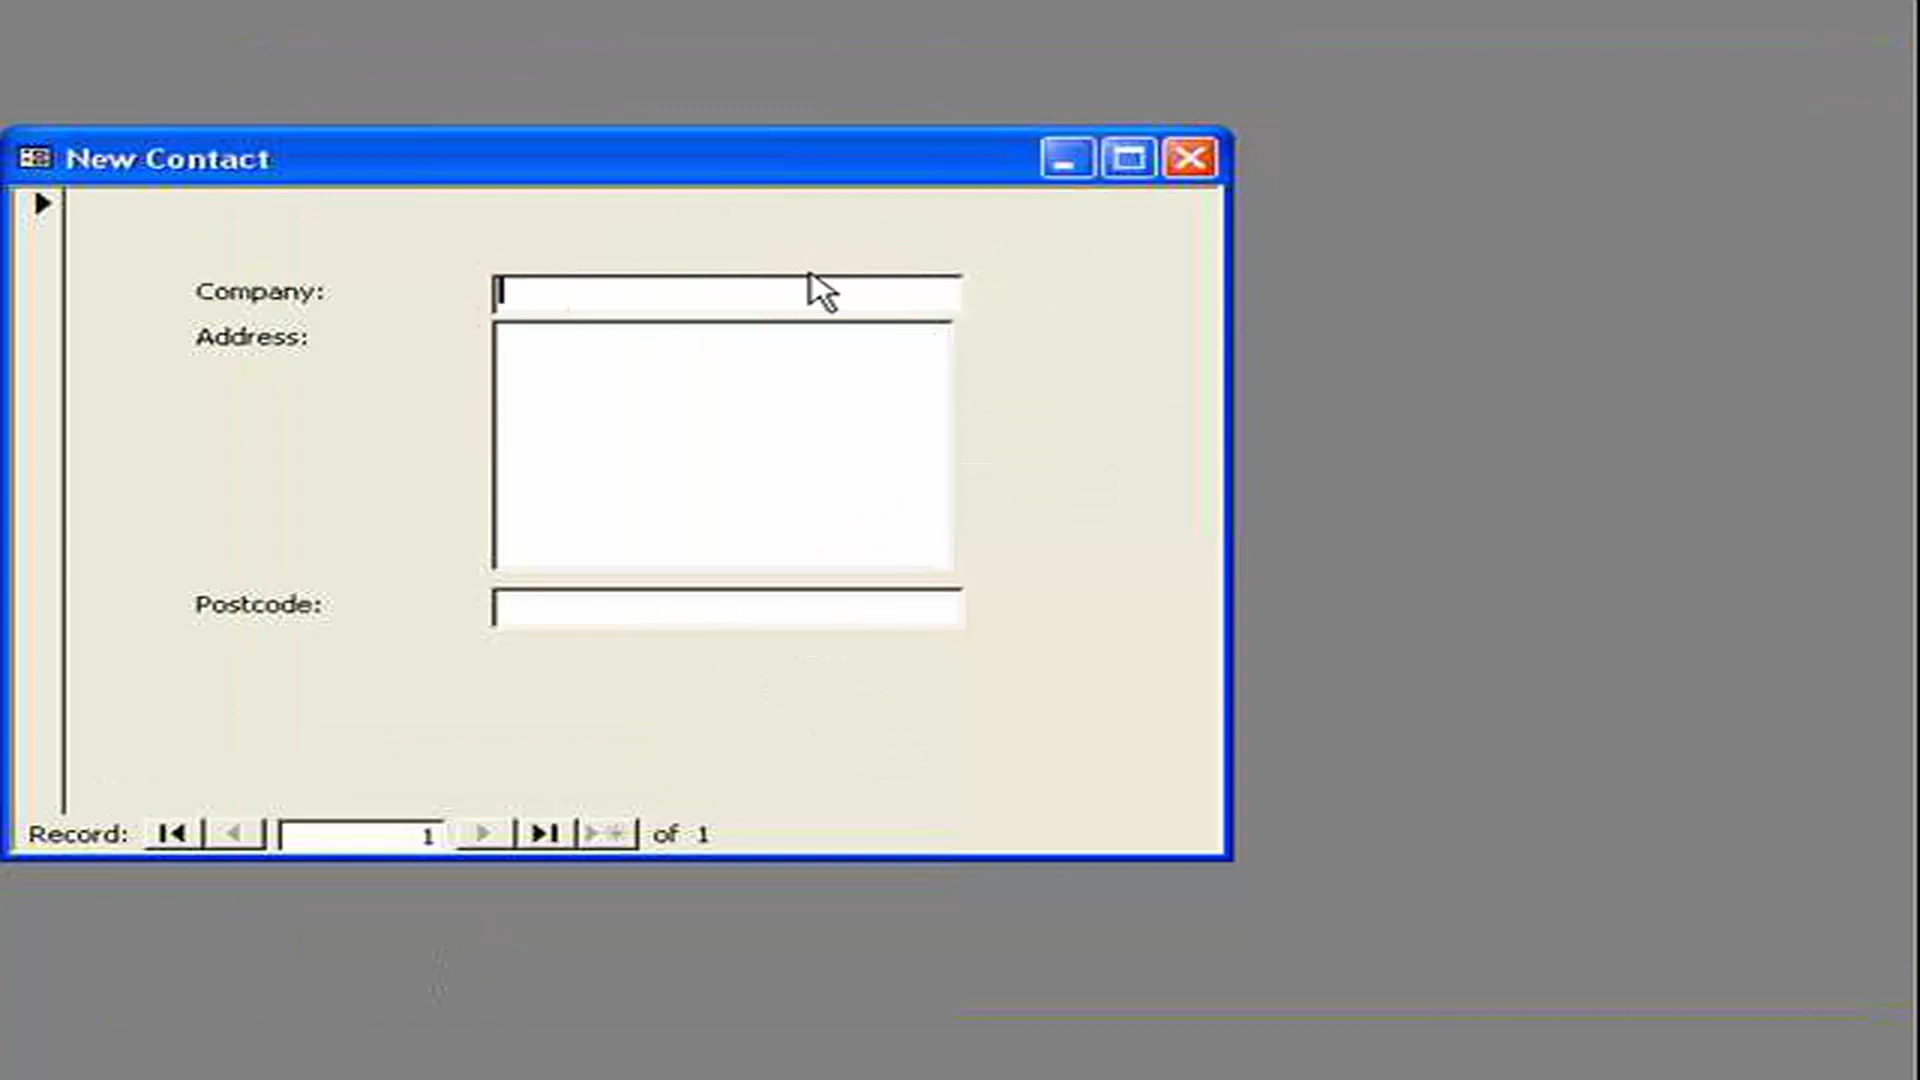 New Contact
Company:
Address:
Postcode:
Record: 1 of 1